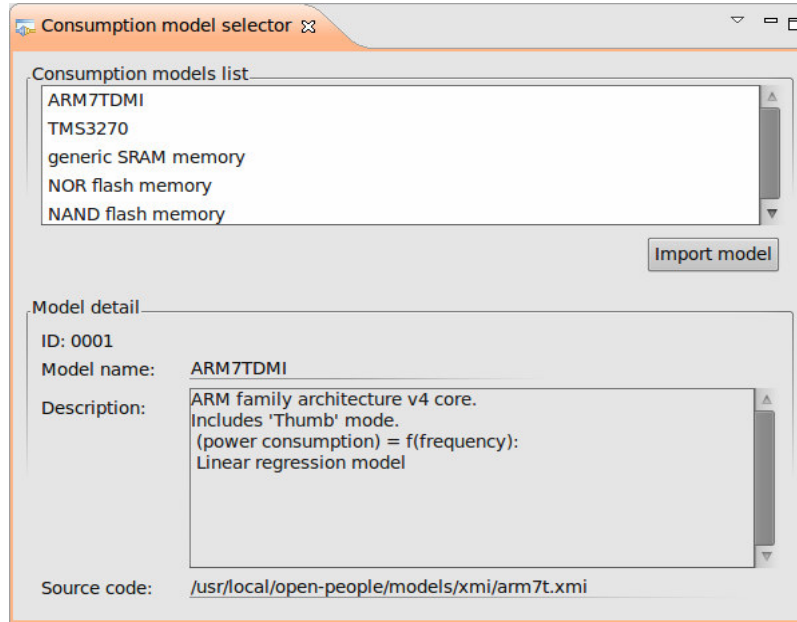 Consumption model selector
Consumption models list
ARM7TDMI
TMS3270
generic SRAM memory
NOR flash memory
NAND flash memory
Import model
Model detail
ID: 0001
Model name: ARM7TDMI
Description: ARM family architecture v4 core.
Includes 'Thumb' mode.
(power consumption) = f(frequency):
Linear regression model
Source code: /usr/local/open-people/models/xmi/arm7t.xmi